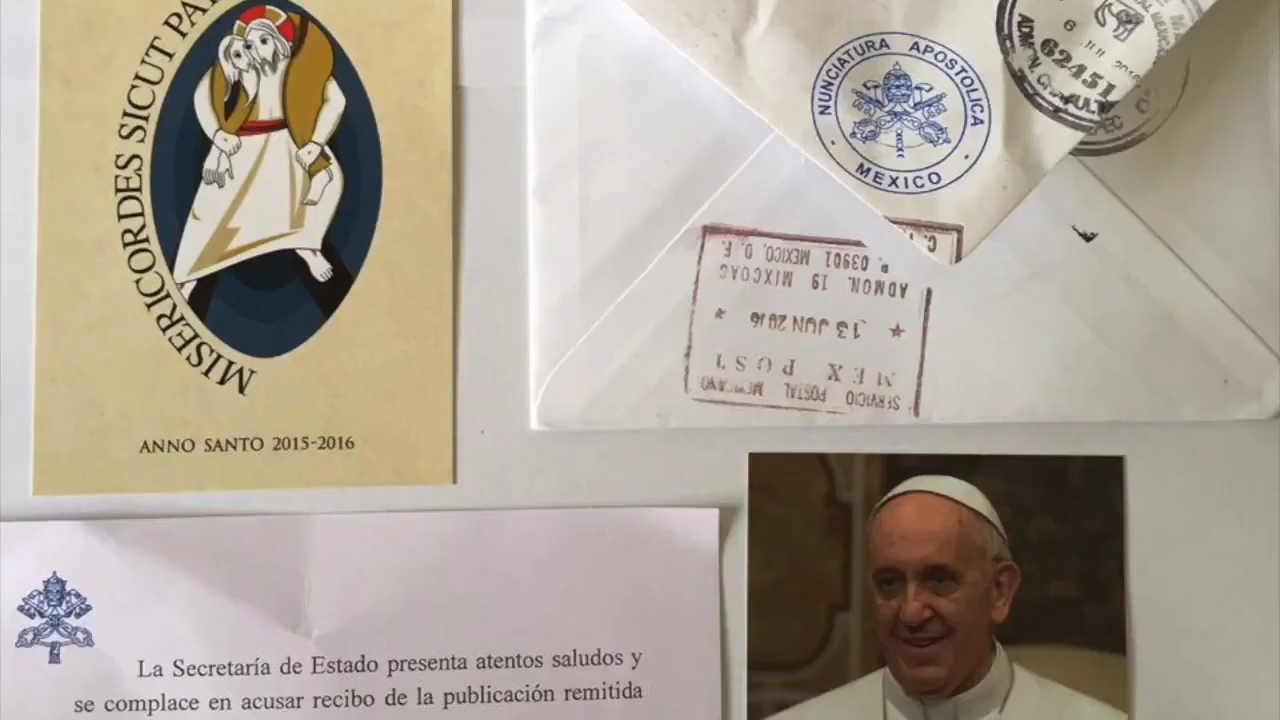 MISERICORDES SICUT PA
ANNO SANTO 2015-2016
NUNCIATURA APOSTOLICA
MEXICO
62451
SERVICIO POSTAL MEXICANO
MEX POST
★ 13 JUN 2016 ★
ADMON. 19 MIXCOAC
03901 MEXICO, D. F.
La Secretaría de Estado presenta atentos saludos y
se complace en acusar recibo de la publicación remitida